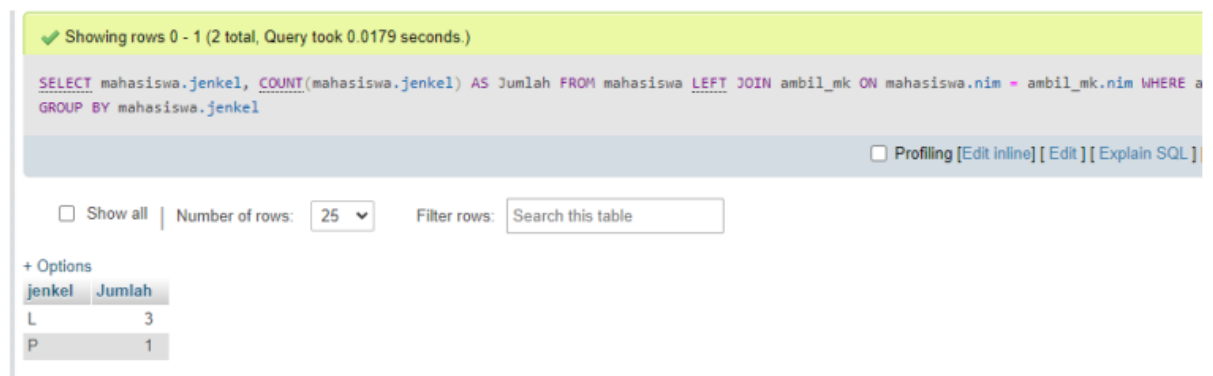 Showing rows 0 - 1 (2 total, Query took 0.0179 seconds.)
SELECT mahasiswa.jenkel, COUNT(mahasiswa.jenkel) AS Jumlah FROM mahasiswa LEFT JOIN ambil_mk ON mahasiswa.nim = ambil_mk.nim WHERE a
GROUP BY mahasiswa.jenkel
Profiling [Edit inline] [ Edit ] [ Explain SQL ] [
Show all | Number of rows: 25 Filter rows: Search this table
+ Options
jenkel Jumlah
L 3
P 1